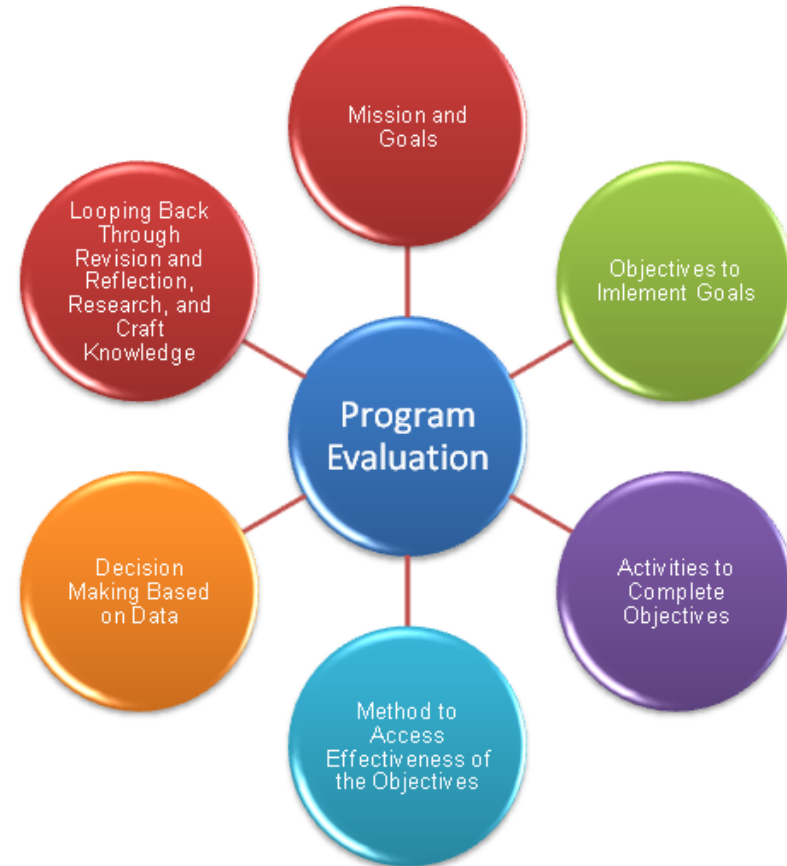 Mission and
Goals
Objectives to
Imlement Goals
Activities to
Complete
Objectives
Method to
Access
Effectiveness of
the Objectives
Decision
Making Based
on Data
Looping Back
Through
Revision and
Reflection,
Research, and
Craft
Knowledge
Program
Evaluation